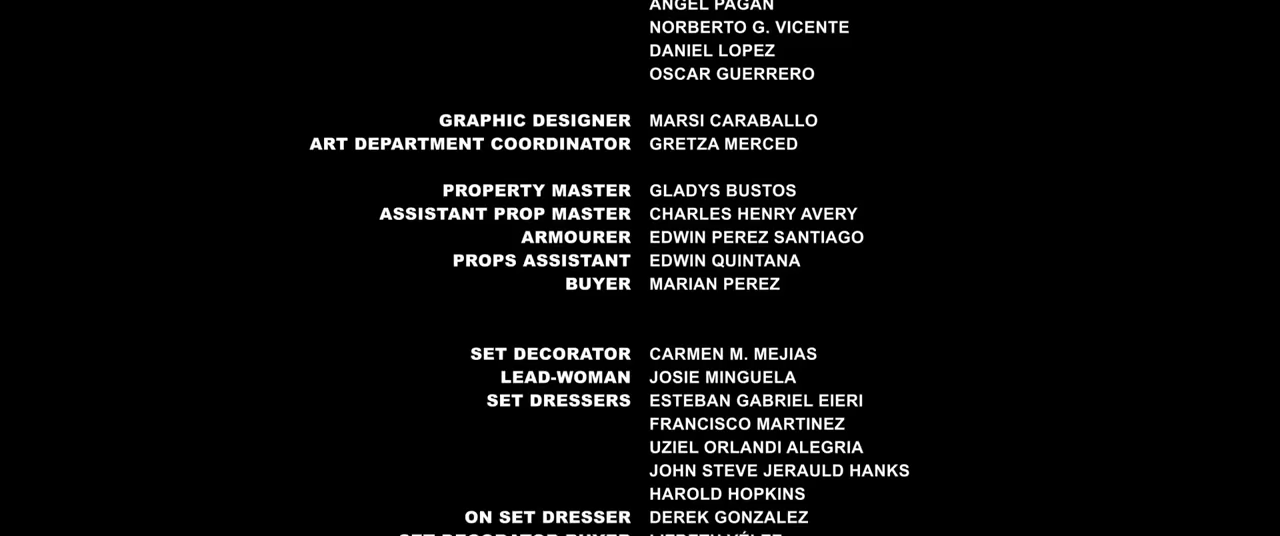 ANGEL PAGAN
NORBERTO G. VICENTE
DANIEL LOPEZ
OSCAR GUERRERO
GRAPHIC DESIGNER MARSI CARABALLO
ART DEPARTMENT COORDINATOR GRETZA MERCED
PROPERTY MASTER GLADYS BUSTOS
ASSISTANT PROP MASTER CHARLES HENRY AVERY
ARMOURER EDWIN PEREZ SANTIAGO
PROPS ASSISTANT EDWIN QUINTANA
BUYER MARIAN PEREZ
SET DECORATOR CARMEN M. MEJIAS
LEAD-WOMAN JOSIE MINGUELA
SET DRESSERS ESTEBAN GABRIEL EIERI
FRANCISCO MARTINEZ
UZIEL ORLANDI ALEGRIA
JOHN STEVE JERAULD HANKS
HAROLD HOPKINS
ON SET DRESSER DEREK GONZALEZ
SET DECORATOR BUYER